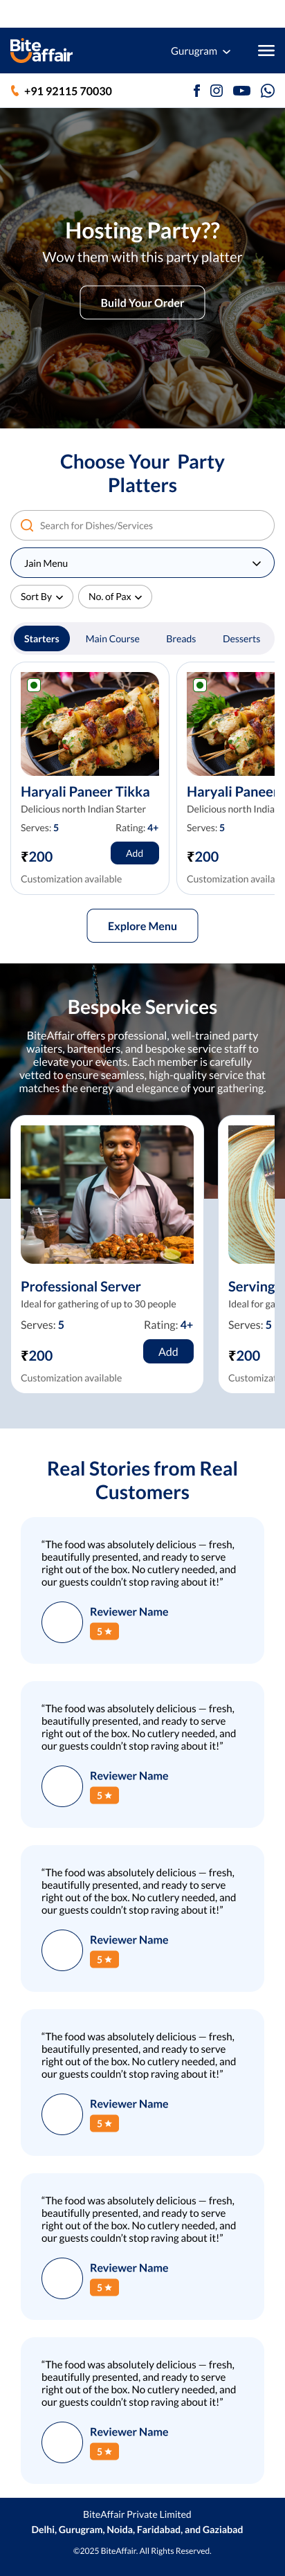 Bite
affair
Gurugram
+91 92115 70030
Hosting Party??
Wow them with this party platter
Build Your Order
Choose Your Party
Platters
Search for Dishes/Services
Jain Menu
Sort By
No. of Pax
Starters
Main Course
Breads
Desserts
Haryali Paneer Tikka
Delicious north Indian Starter
Serves: 5
Rating: 4+
₹200
Add
Customization available
Haryali Paneer
Delicious north India
Serves: 5
₹200
Customization availa
Explore Menu
Bespoke Services
BiteAffair offers professional, well-trained party
waiters, bartenders, and bespoke service staff to
elevate your events. Each member is carefully
vetted to ensure seamless, high-quality service that
matches the energy and elegance of your gathering.
Professional Server
Ideal for gathering of up to 30 people
Serves: 5
Rating: 4+
₹200
Add
Customization available
Serving
Ideal for ga
Serves: 5
₹200
Customizat
Real Stories from Real
Customers
“The food was absolutely delicious — fresh,
beautifully presented, and ready to serve
right out of the box. No cutlery needed, and
our guests couldn’t stop raving about it!”
Reviewer Name
5 ★
“The food was absolutely delicious — fresh,
beautifully presented, and ready to serve
right out of the box. No cutlery needed, and
our guests couldn’t stop raving about it!”
Reviewer Name
5 ★
“The food was absolutely delicious — fresh,
beautifully presented, and ready to serve
right out of the box. No cutlery needed, and
our guests couldn’t stop raving about it!”
Reviewer Name
5 ★
“The food was absolutely delicious — fresh,
beautifully presented, and ready to serve
right out of the box. No cutlery needed, and
our guests couldn’t stop raving about it!”
Reviewer Name
5 ★
“The food was absolutely delicious — fresh,
beautifully presented, and ready to serve
right out of the box. No cutlery needed, and
our guests couldn’t stop raving about it!”
Reviewer Name
5 ★
“The food was absolutely delicious — fresh,
beautifully presented, and ready to serve
right out of the box. No cutlery needed, and
our guests couldn’t stop raving about it!”
Reviewer Name
5 ★
BiteAffair Private Limited
Delhi, Gurugram, Noida, Faridabad, and Gaziabad
©2025 BiteAffair. All Rights Reserved.